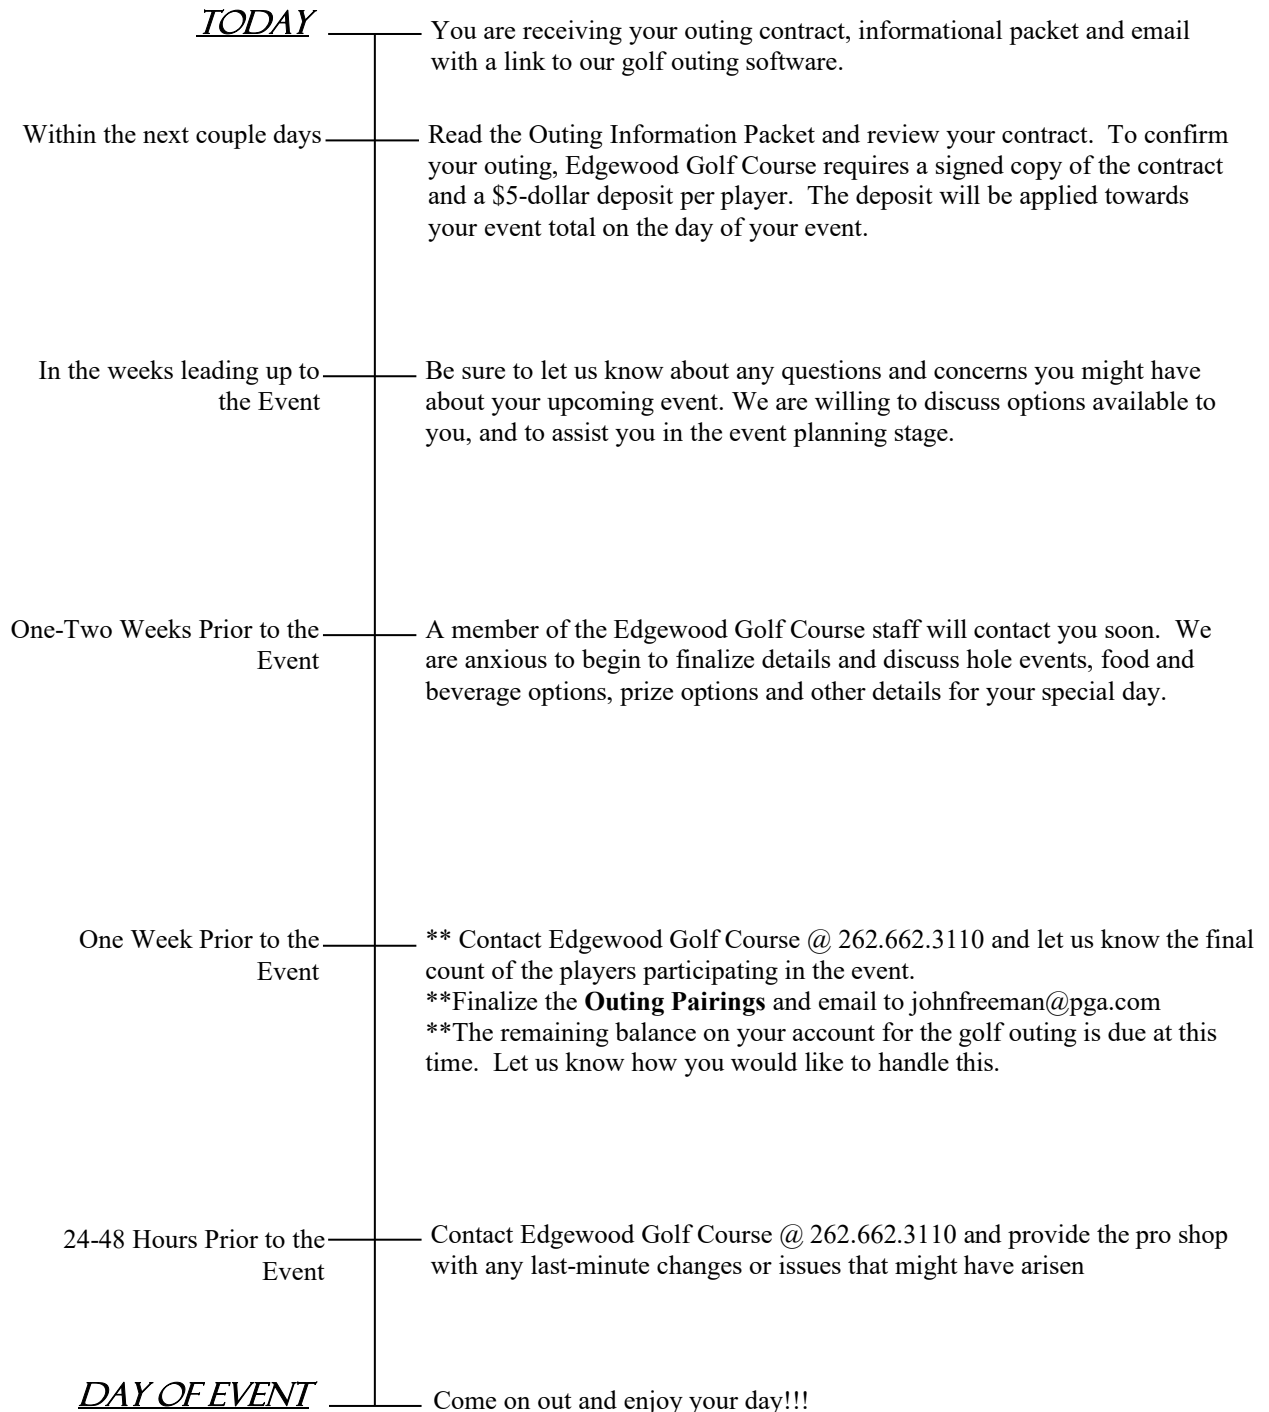 TODAY
You are receiving your outing contract, informational packet and email
with a link to our golf outing software.
Within the next couple days
Read the Outing Information Packet and review your contract.  To confirm
your outing, Edgewood Golf Course requires a signed copy of the contract
and a $5-dollar deposit per player.  The deposit will be applied towards
your event total on the day of your event.
In the weeks leading up to
the Event
Be sure to let us know about any questions and concerns you might have
about your upcoming event. We are willing to discuss options available to
you, and to assist you in the event planning stage.
One-Two Weeks Prior to the
Event
A member of the Edgewood Golf Course staff will contact you soon.  We
are anxious to begin to finalize details and discuss hole events, food and
beverage options, prize options and other details for your special day.
One Week Prior to the
Event
** Contact Edgewood Golf Course @ 262.662.3110 and let us know the final
count of the players participating in the event.
**Finalize the Outing Pairings and email to johnfreeman@pga.com
**The remaining balance on your account for the golf outing is due at this
time.  Let us know how you would like to handle this.
24-48 Hours Prior to the
Event
Contact Edgewood Golf Course @ 262.662.3110 and provide the pro shop
with any last-minute changes or issues that might have arisen
DAY OF EVENT
Come on out and enjoy your day!!!